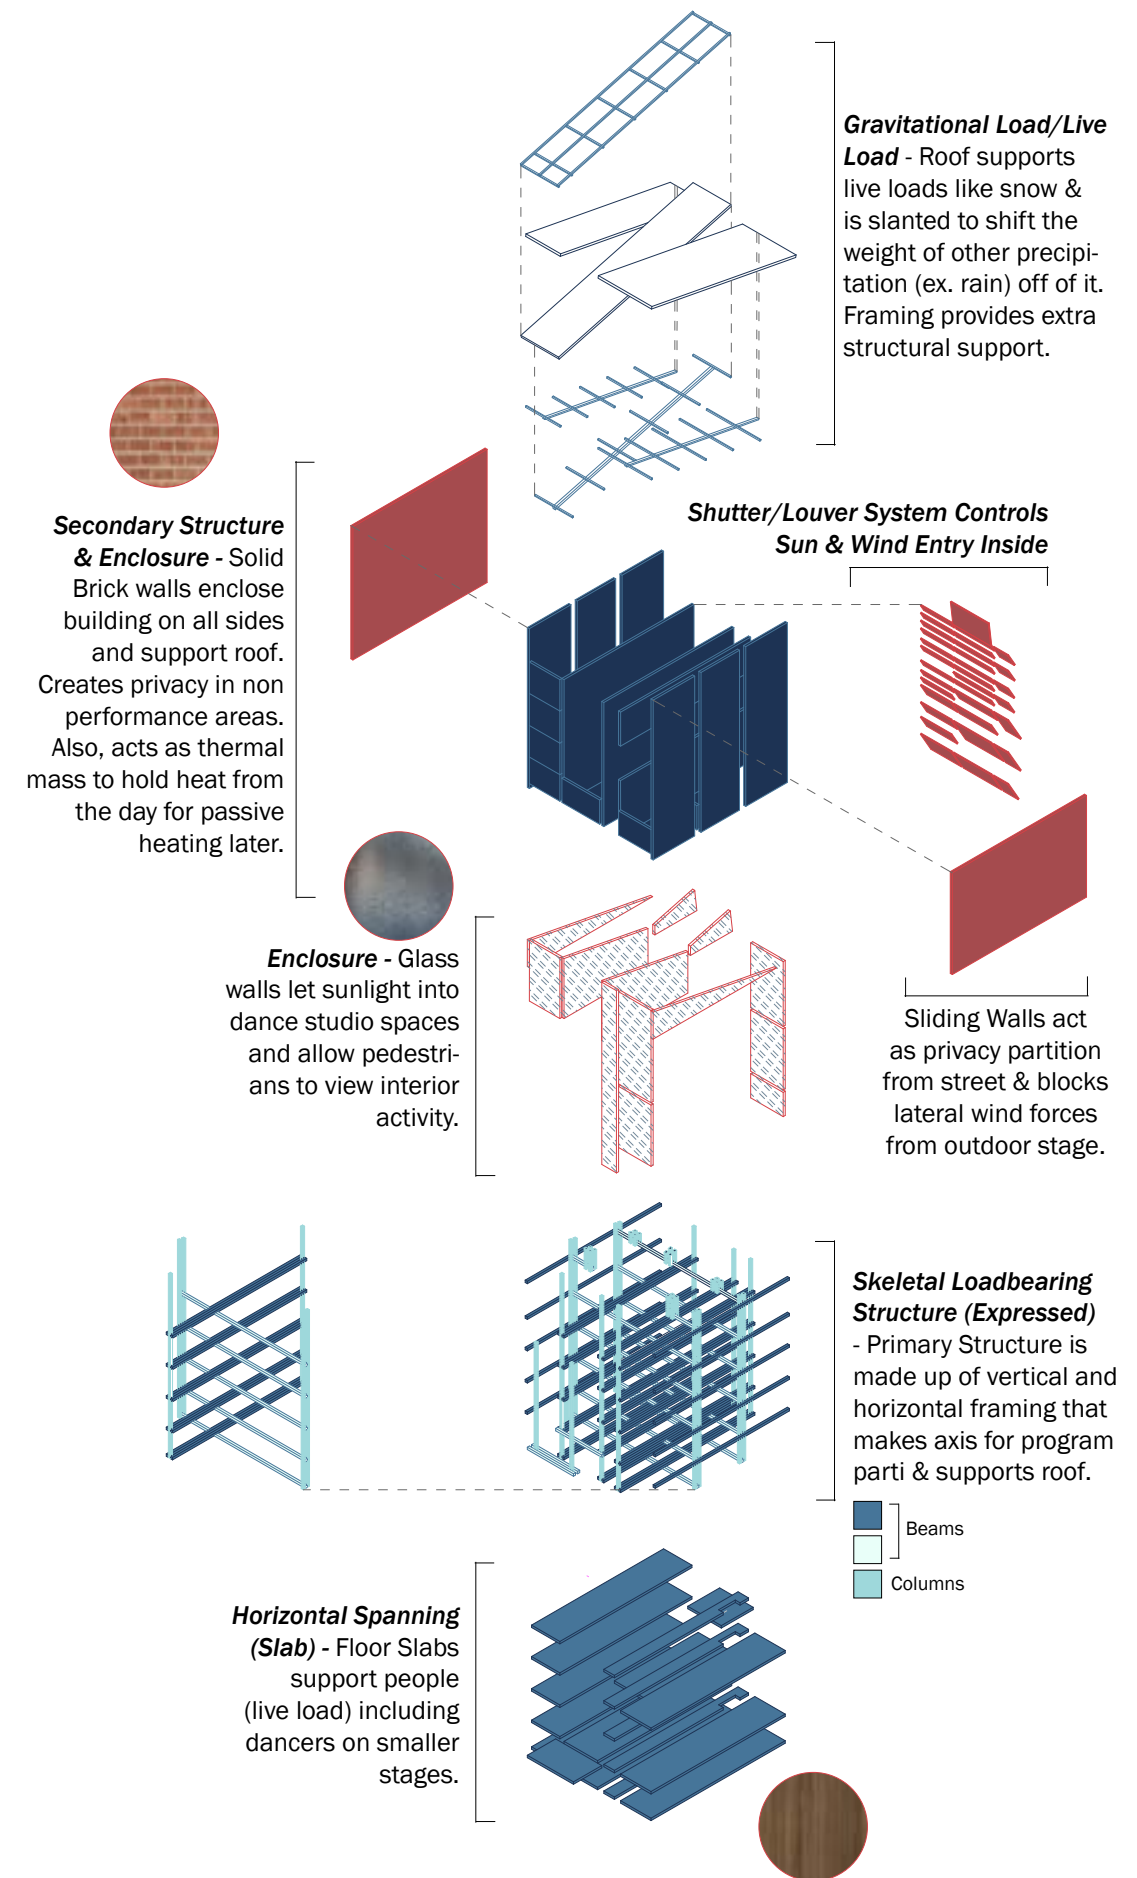 Gravitational Load/Live
Load - Roof supports
live loads like snow &
is slanted to shift the
weight of other precipi-
tation (ex. rain) off of it.
Framing provides extra
structural support.
Secondary Structure
& Enclosure - Solid
Brick walls enclose
building on all sides
and support roof.
Creates privacy in non
performance areas.
Also, acts as thermal
mass to hold heat from
the day for passive
heating later.
Shutter/Louver System Controls
Sun & Wind Entry Inside
Enclosure - Glass
walls let sunlight into
dance studio spaces
and allow pedestri-
ans to view interior
activity.
Sliding Walls act
as privacy partition
from street & blocks
lateral wind forces
from outdoor stage.
Skeletal Loadbearing
Structure (Expressed)
- Primary Structure is
made up of vertical and
horizontal framing that
makes axis for program
parti & supports roof.
Beams
Columns
Horizontal Spanning
(Slab) - Floor Slabs
support people
(live load) including
dancers on smaller
stages.